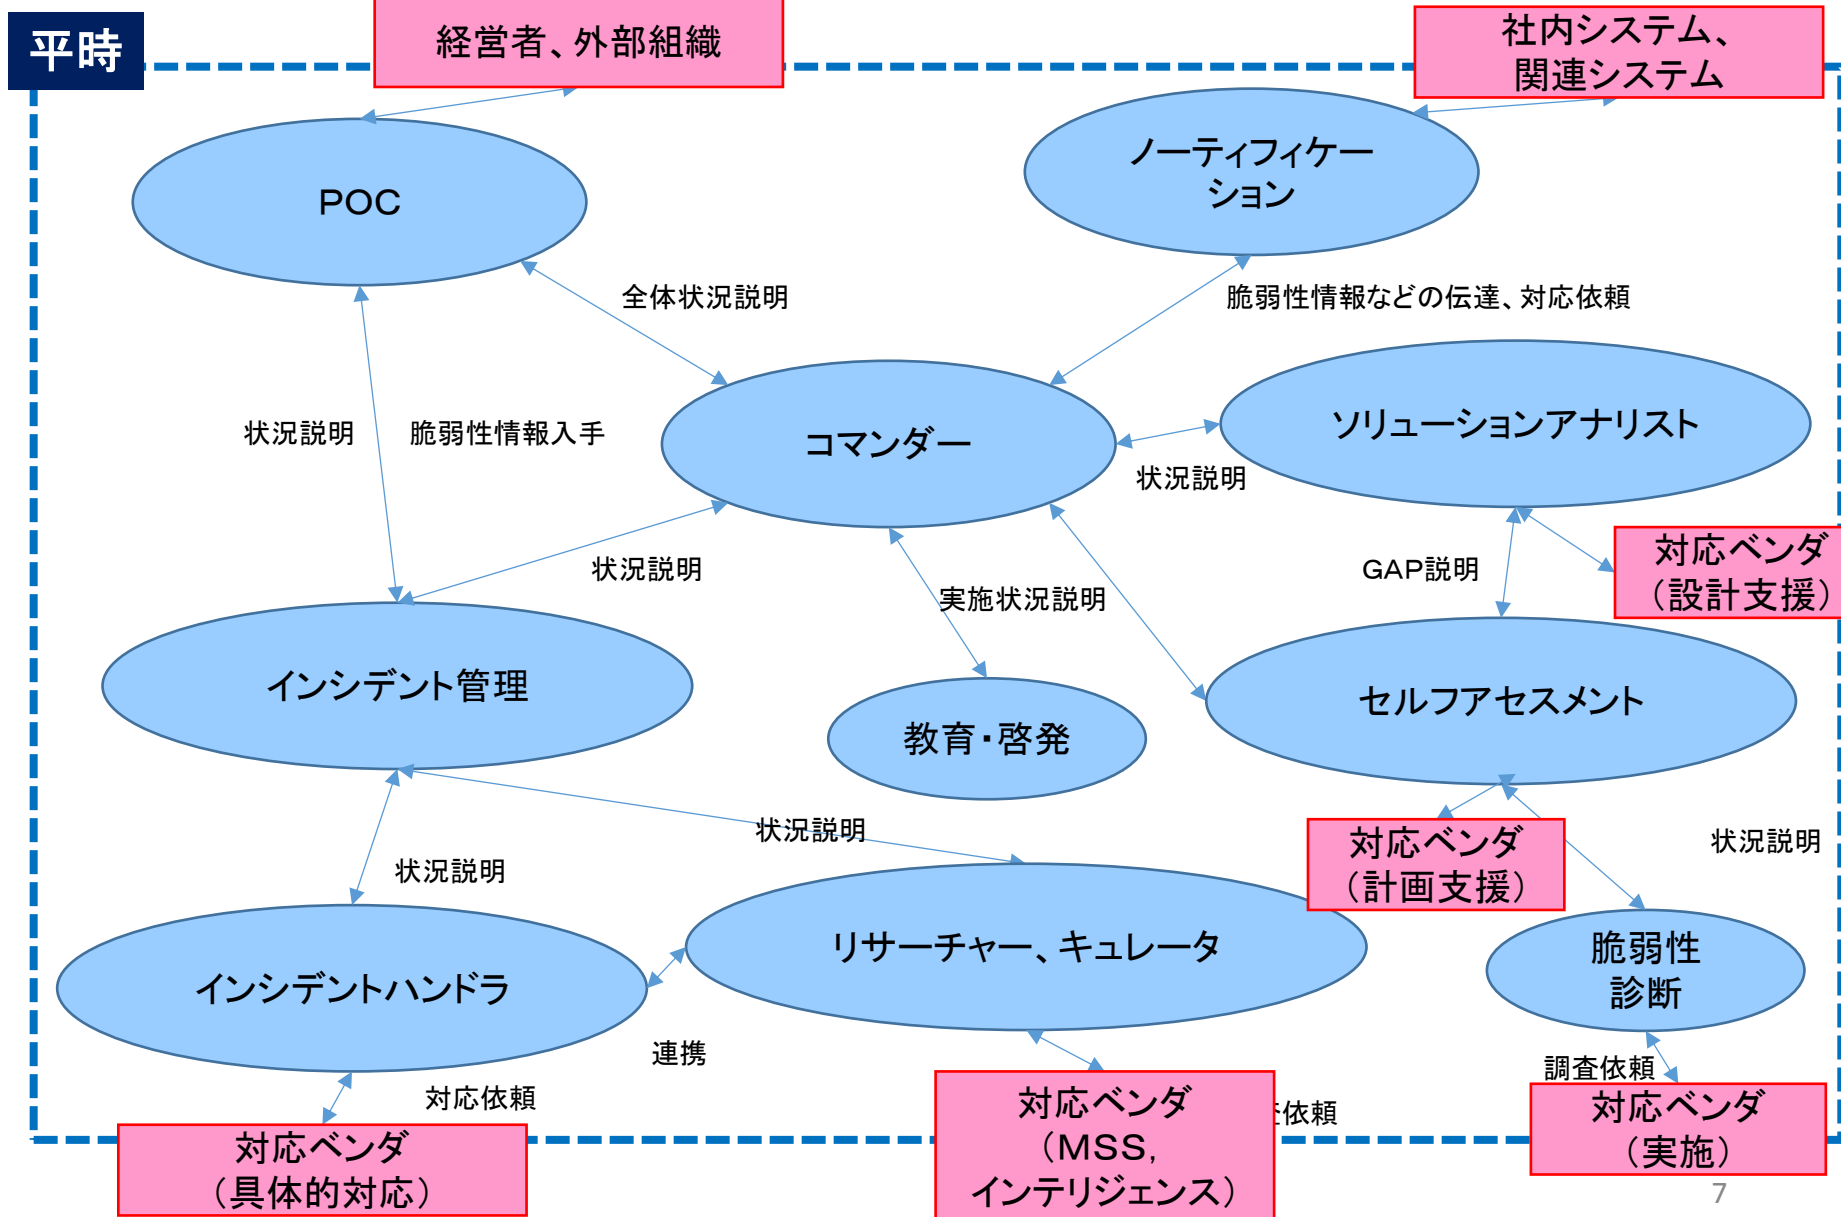 平時
経営者、外部組織
社内システム、
関連システム
POC
ノーティフィケー
ション
全体状況説明
脆弱性情報などの伝達、対応依頼
状況説明
脆弱性情報入手
コマンダー
ソリューションアナリスト
状況説明
状況説明
実施状況説明
GAP説明
対応ベンダ
（設計支援）
インシデント管理
教育・啓発
セルフアセスメント
状況説明
状況説明
対応ベンダ
（計画支援）
状況説明
インシデントハンドラ
リサーチャー、キュレータ
脆弱性
診断
連携
対応依頼
調査依頼
対応ベンダ
（具体的対応）
対応ベンダ
（MSS,
インテリジェンス）
依頼
対応ベンダ
（実施）
7